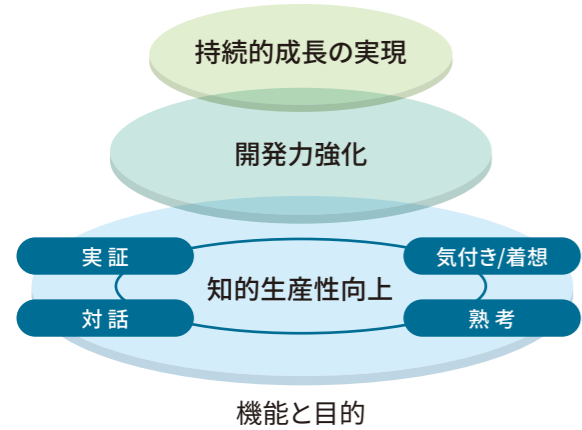 持続的成長の実現
開発力強化
実証
気付き/着想
知的生産性向上
対話
熟考
機能と目的